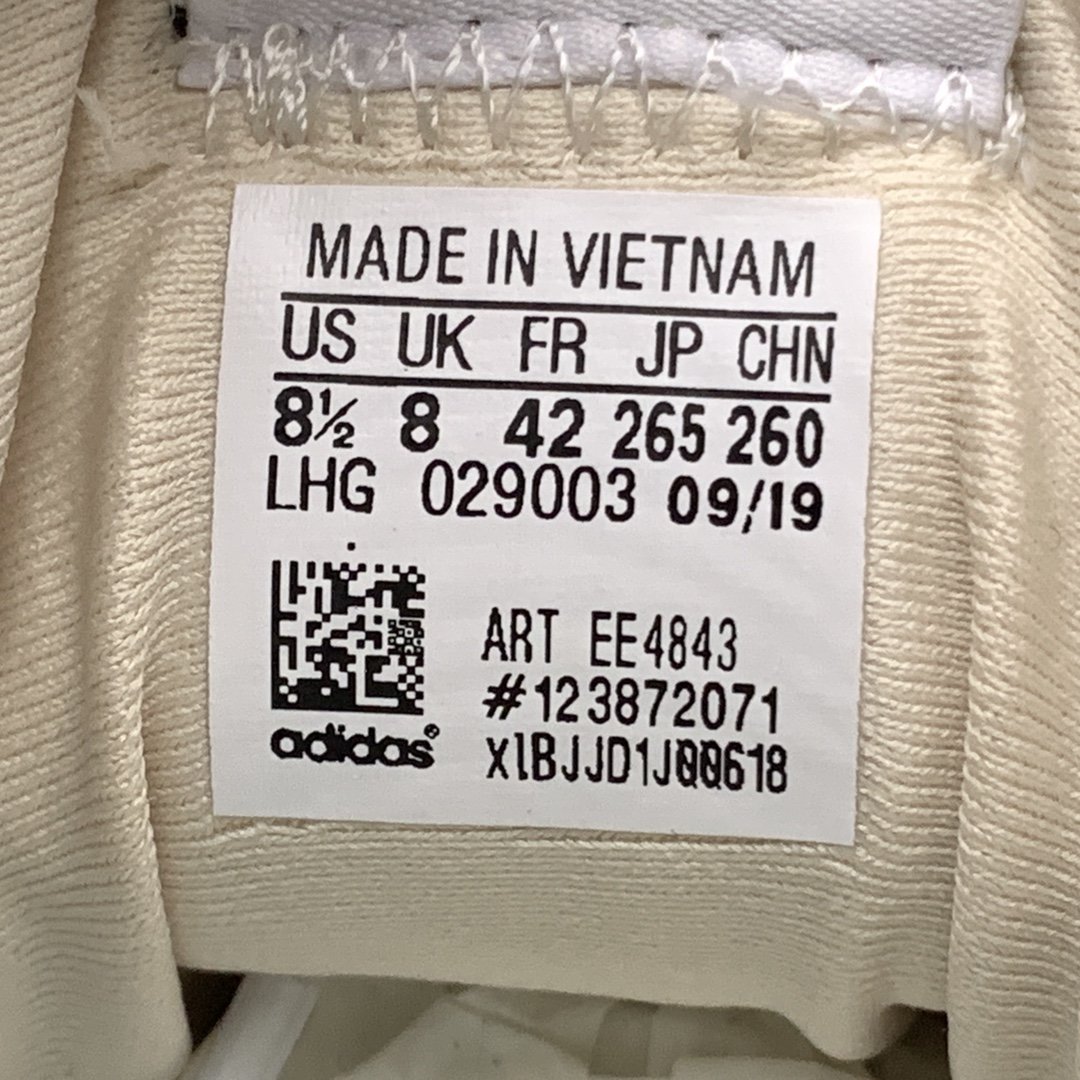 MADE IN VIETNAM
US UK FR JP CHN
8½ 8 42 265 260
LHG 029003 09/19
ART EE4843
#123872071
adidas®
X1BJJD1J00618